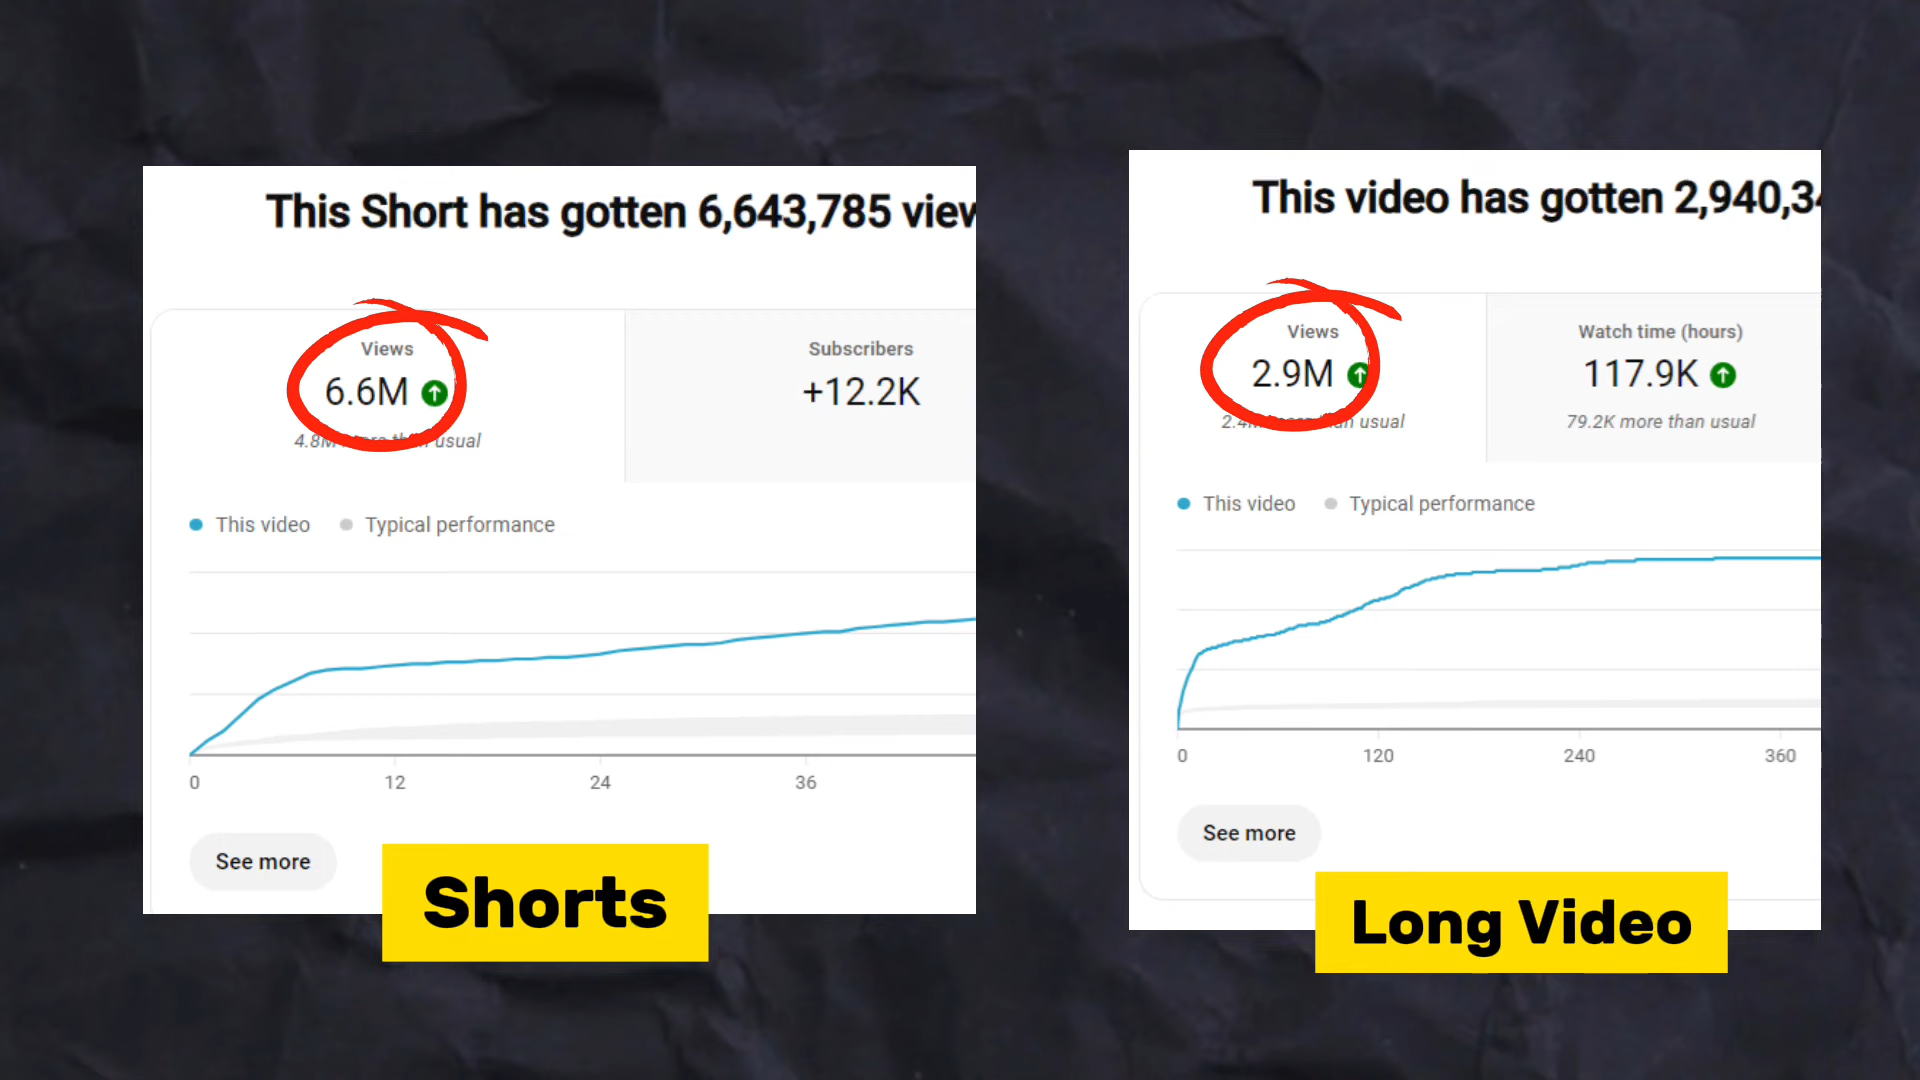 This Short has gotten 6,643,785
Views
6.6M
usual
Subscribers
+12.2K
This video
Typical performance
0
12
24
36
See more
Shorts
This video has gotten 2,940,3
Views
2.9M
usual
Watch time (hours)
117.9K
79.2K more than usual
This video
Typical performance
0
120
240
360
See more
Long Video